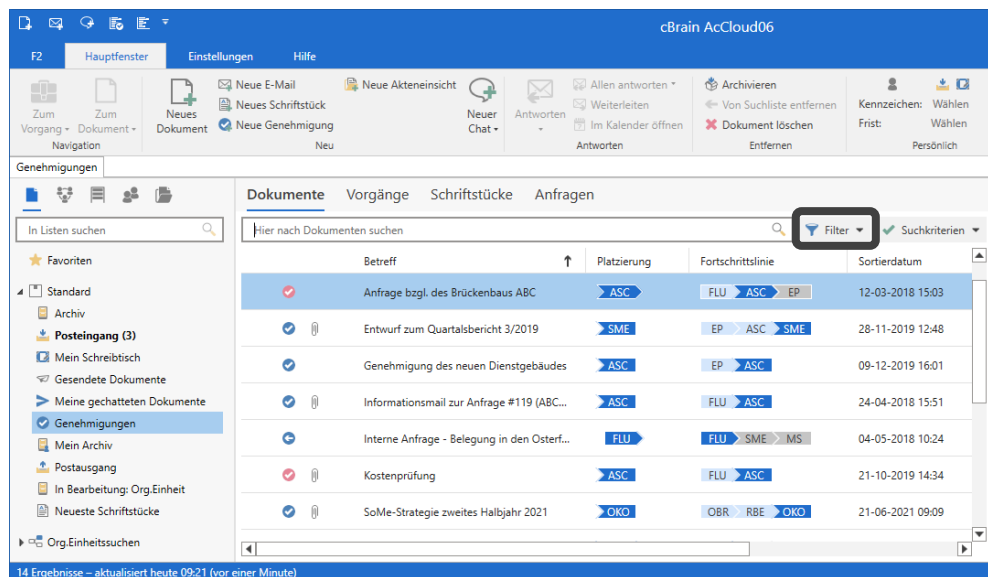 cBrain AcCloud06
F2 Hauptfenster Einstellungen Hilfe
Zum Vorgang
Zum Dokument
Navigation
Neues Dokument
Neue E-Mail
Neues Schriftstück
Neue Genehmigung
Neue Akteneinsicht
Neuer Chat
Neu
Antworten
Allen antworten
Weiterleiten
Im Kalender öffnen
Antworten
Archivieren
Von Suchliste entfernen
Dokument löschen
Entfernen
Kennzeichen: Wählen
Frist: Wählen
Persönlich
Genehmigungen
In Listen suchen
Favoriten
Standard
Archiv
Posteingang (3)
Mein Schreibtisch
Gesendete Dokumente
Meine gechatteten Dokumente
Genehmigungen
Mein Archiv
Postausgang
In Bearbeitung: Org.Einheit
Neueste Schriftstücke
Org.Einheitssuchen
Dokumente Vorgänge Schriftstücke Anfragen
Hier nach Dokumenten suchen
Filter Suchkriterien
Betreff Platzierung Fortschrittslinie Sortierdatum
Anfrage bzgl. des Brückenbaus ABC ASC FLU ASC EP 12-03-2018 15:03
Entwurf zum Quartalsbericht 3/2019 SME EP ASC SME 28-11-2019 12:48
Genehmigung des neuen Dienstgebäudes ASC EP ASC 09-12-2019 16:01
Informationsmail zur Anfrage #119 (ABC... ASC FLU ASC 24-04-2018 15:51
Interne Anfrage - Belegung in den Osterf... FLU FLU SME MS 04-05-2018 10:24
Kostenprüfung ASC FLU ASC 21-10-2019 14:34
SoMe-Strategie zweites Halbjahr 2021 OKO OBR RBE OKO 21-06-2021 09:09
14 Ergebnisse – aktualisiert heute 09:21 (vor einer Minute)